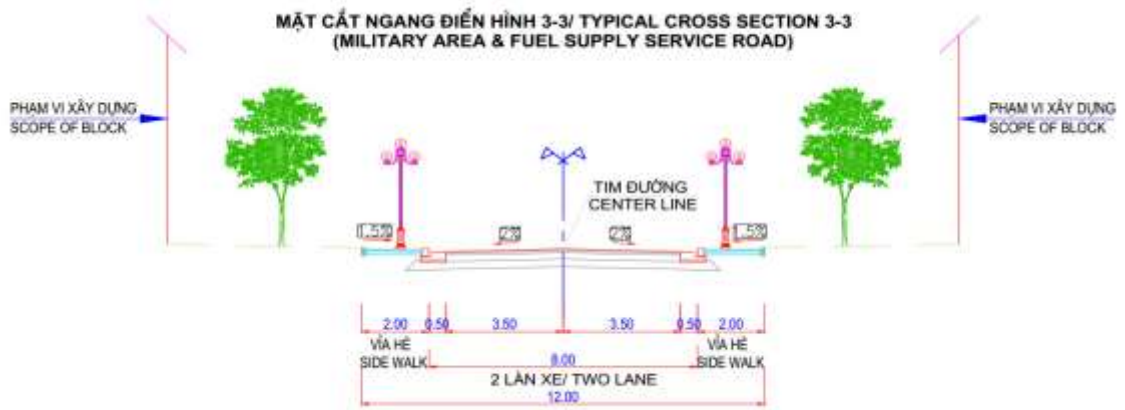 MẶT CẮT NGANG ĐIỂN HÌNH 3-3/ TYPICAL CROSS SECTION 3-3
(MILITARY AREA & FUEL SUPPLY SERVICE ROAD)
PHẠM VI XÂY DỰNG
SCOPE OF BLOCK
PHẠM VI XÂY DỰNG
SCOPE OF BLOCK
TIM ĐƯỜNG
CENTER LINE
1.5% 2% 2% 1.5%
2.00 0.50 3.50 3.50 0.50 2.00
VỈA HÈ
SIDE WALK
VỈA HÈ
SIDE WALK
8.00
2 LÀN XE/ TWO LANE
12.00